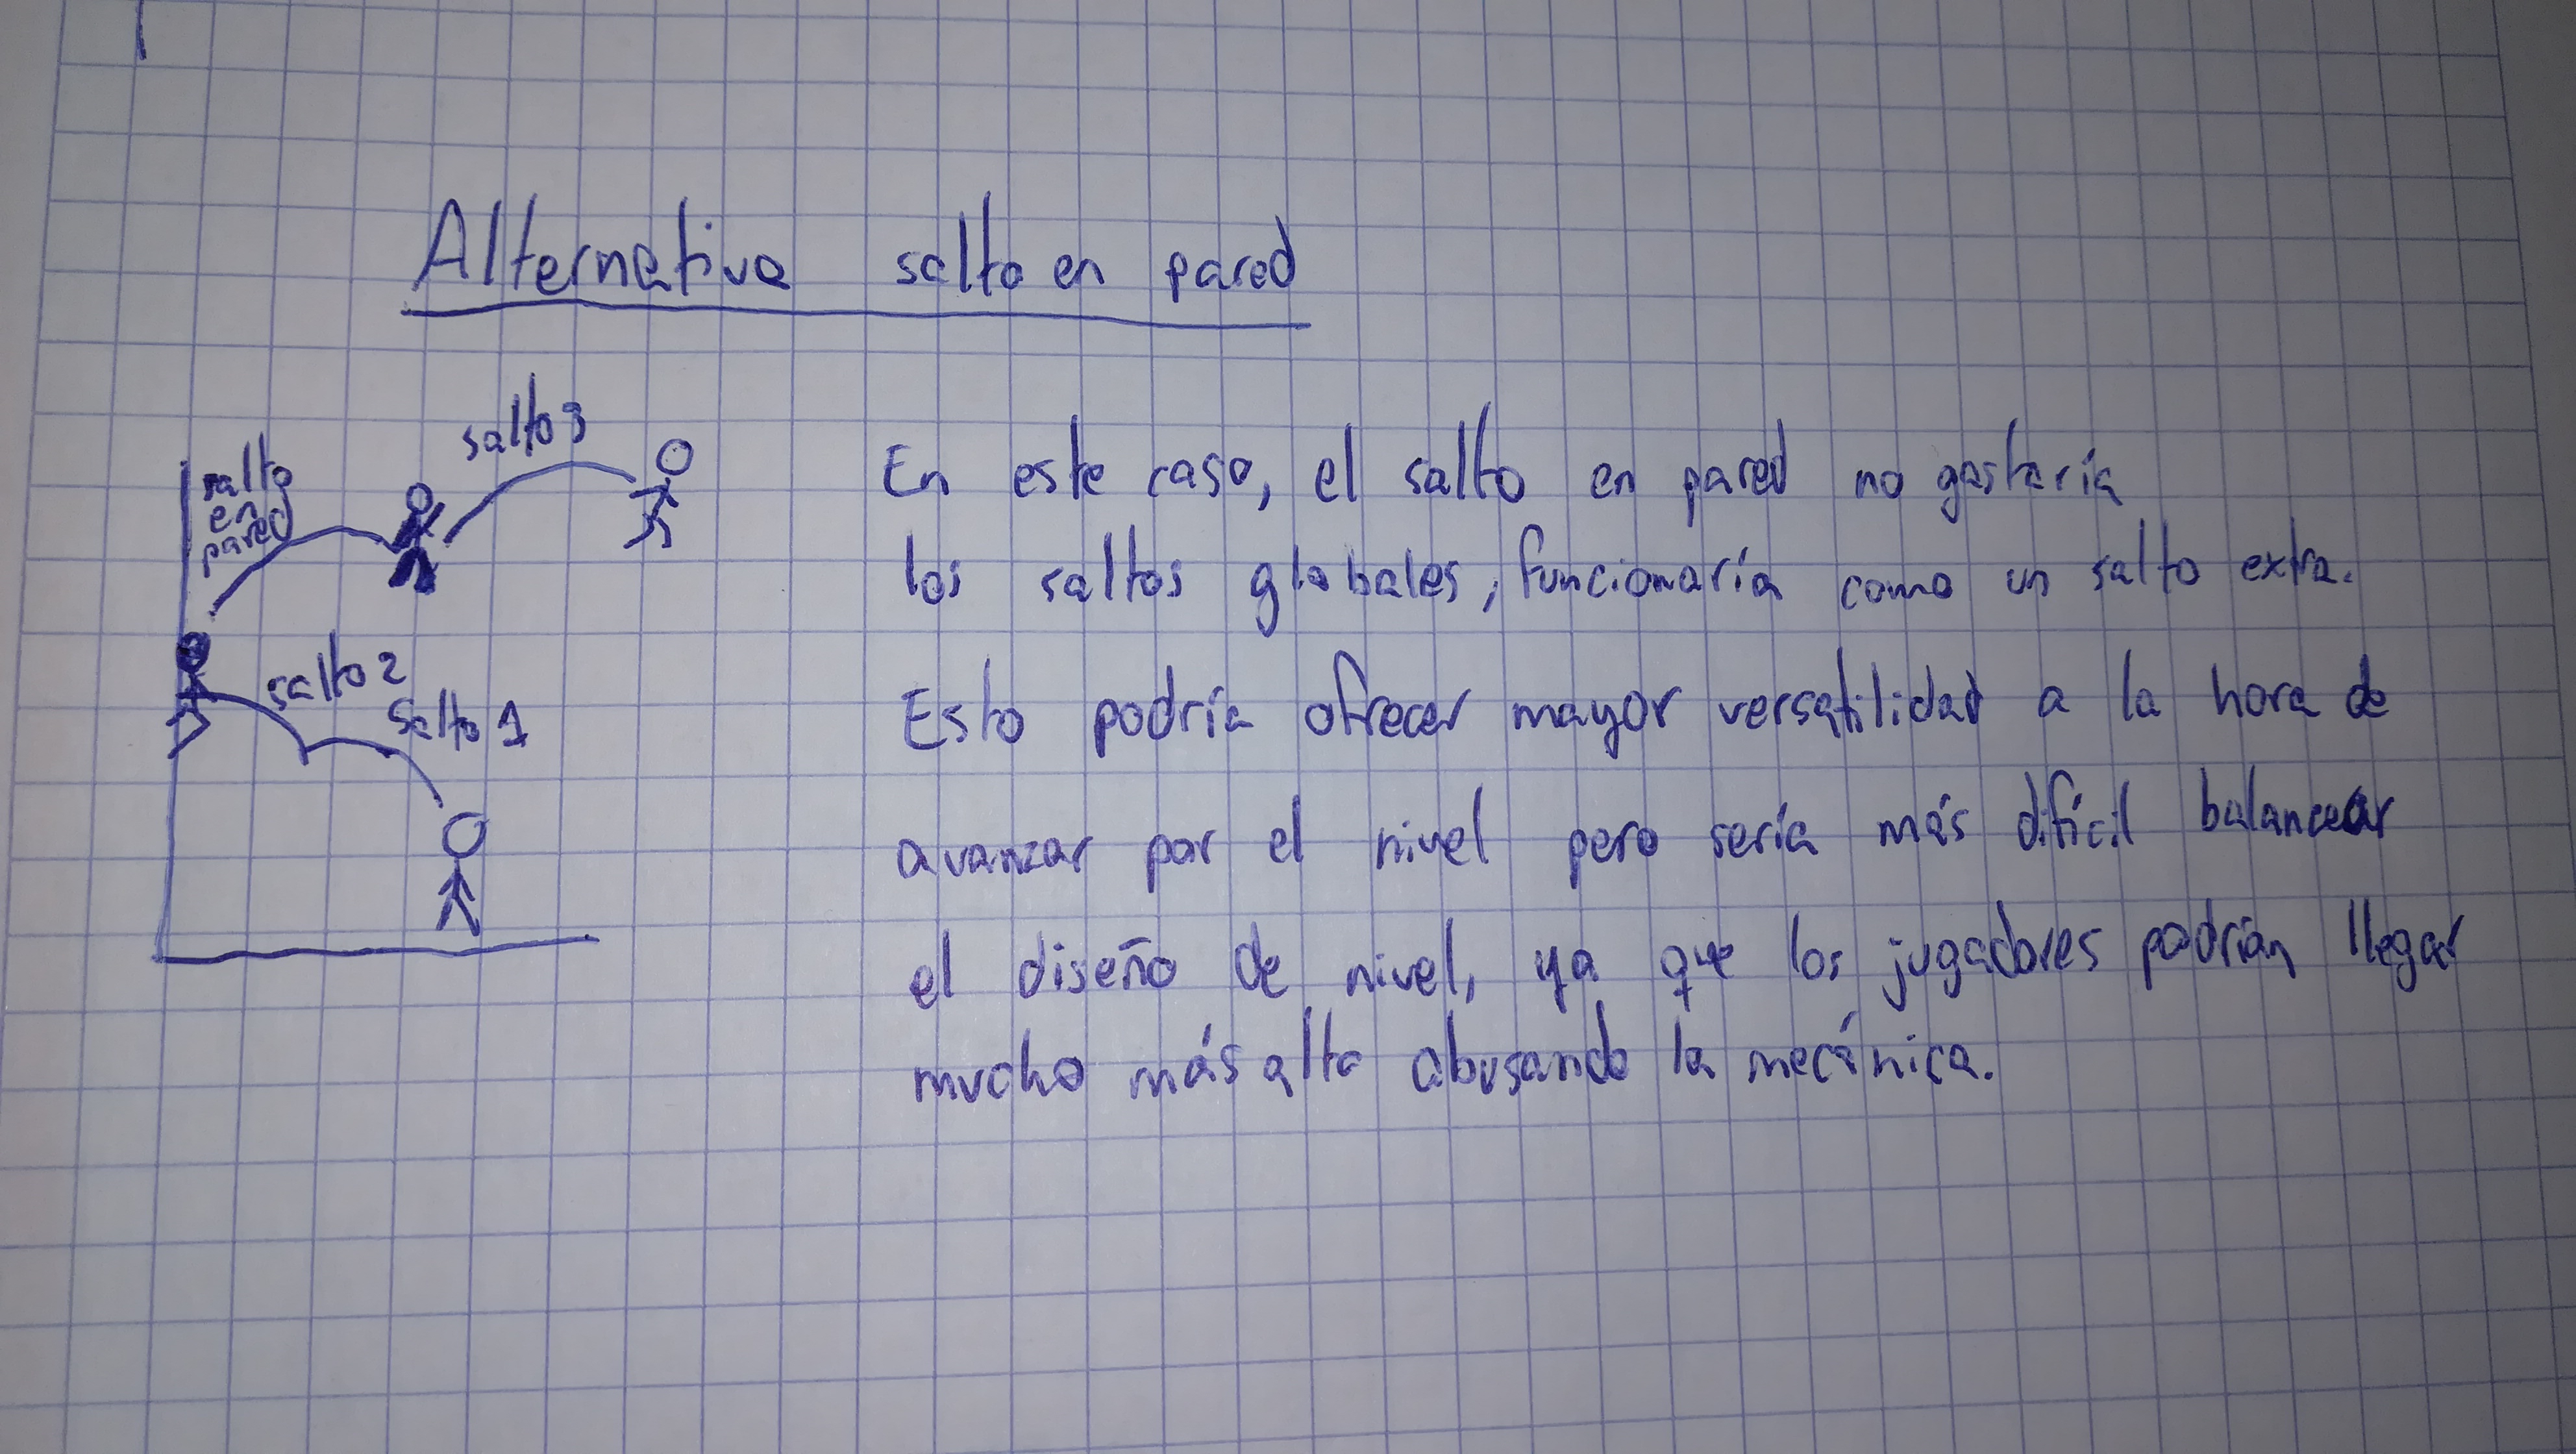 Alternativa salto en pared
salto 3
salto
en
pared
salto 2
salto 1
En este caso, el salto en pared no gastaría
los saltos globales, funcionaría como un salto extra.
Esto podría ofrecer mayor versatilidad a la hora de
avanzar por el nivel pero sería más difícil balancear
el diseño de nivel, ya que los jugadores podrían llegar
mucho más alto abusando la mecánica.